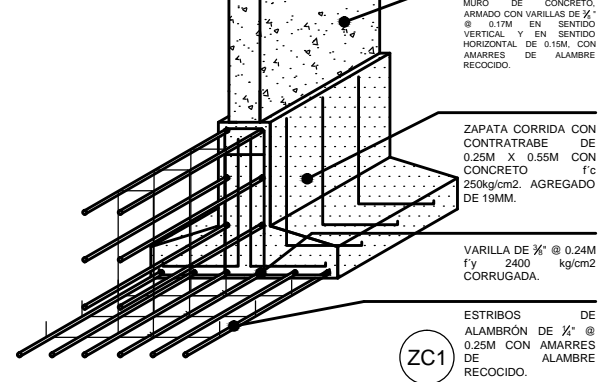 MURO DE CONCRETO,
ARMADO CON VARILLAS DE ⅜"
@ 0.17M EN SENTIDO
VERTICAL Y EN SENTIDO
HORIZONTAL DE 0.15M, CON
AMARRES DE ALAMBRE
RECOCIDO.
ZAPATA CORRIDA CON
CONTRATRABE DE
0.25M X 0.55M CON
CONCRETO f'c
250kg/cm2. AGREGADO
DE 19MM.
VARILLA DE ⅜" @ 0.24M
f'y 2400 kg/cm2
CORRUGADA.
ESTRIBOS DE
ALAMBRÓN DE ¼" @
0.25M CON AMARRES
DE ALAMBRE
RECOCIDO.
ZC1